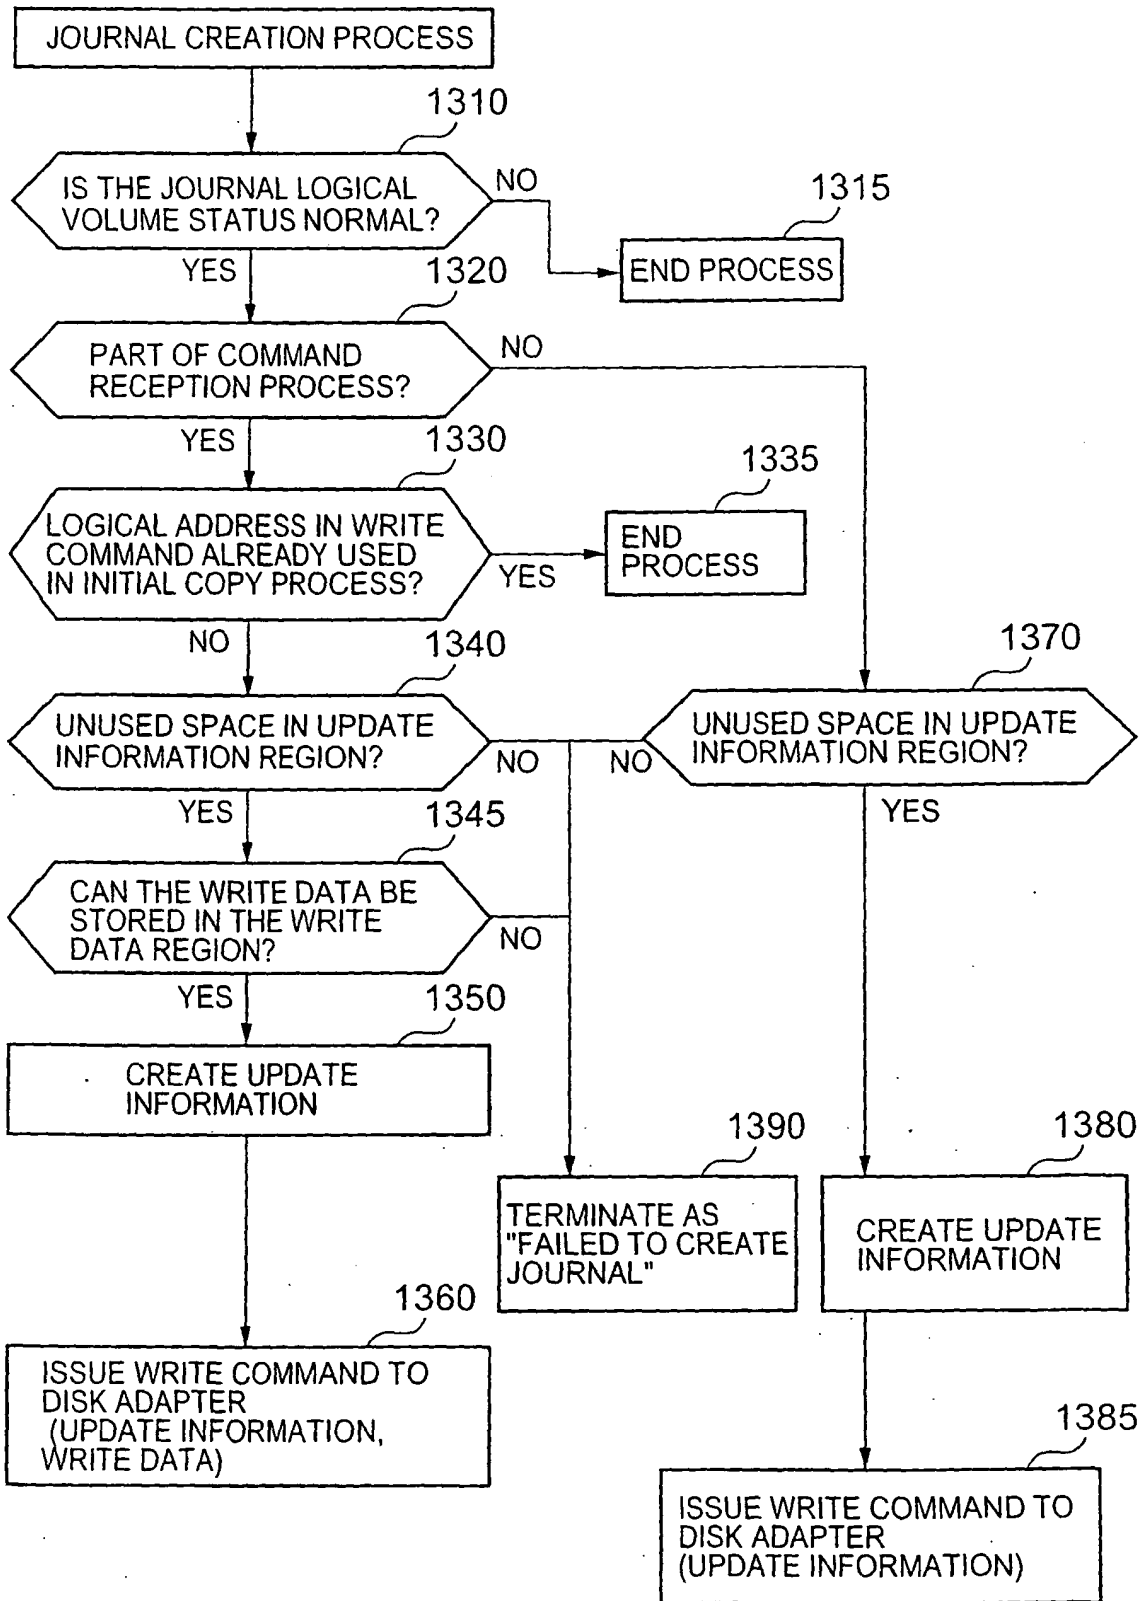 JOURNAL CREATION PROCESS
1310
IS THE JOURNAL LOGICAL
VOLUME STATUS NORMAL?
NO
1315
END PROCESS
YES
1320
PART OF COMMAND
RECEPTION PROCESS?
NO
YES
1330
LOGICAL ADDRESS IN WRITE
COMMAND ALREADY USED
IN INITIAL COPY PROCESS?
YES
1335
END
PROCESS
NO
1340
UNUSED SPACE IN UPDATE
INFORMATION REGION?
NO
NO
1370
UNUSED SPACE IN UPDATE
INFORMATION REGION?
YES
YES
1345
CAN THE WRITE DATA BE
STORED IN THE WRITE
DATA REGION?
NO
YES
1350
CREATE UPDATE
INFORMATION
1390
TERMINATE AS
"FAILED TO CREATE
JOURNAL"
1380
CREATE UPDATE
INFORMATION
1360
ISSUE WRITE COMMAND TO
DISK ADAPTER
(UPDATE INFORMATION,
WRITE DATA)
1385
ISSUE WRITE COMMAND TO
DISK ADAPTER
(UPDATE INFORMATION)